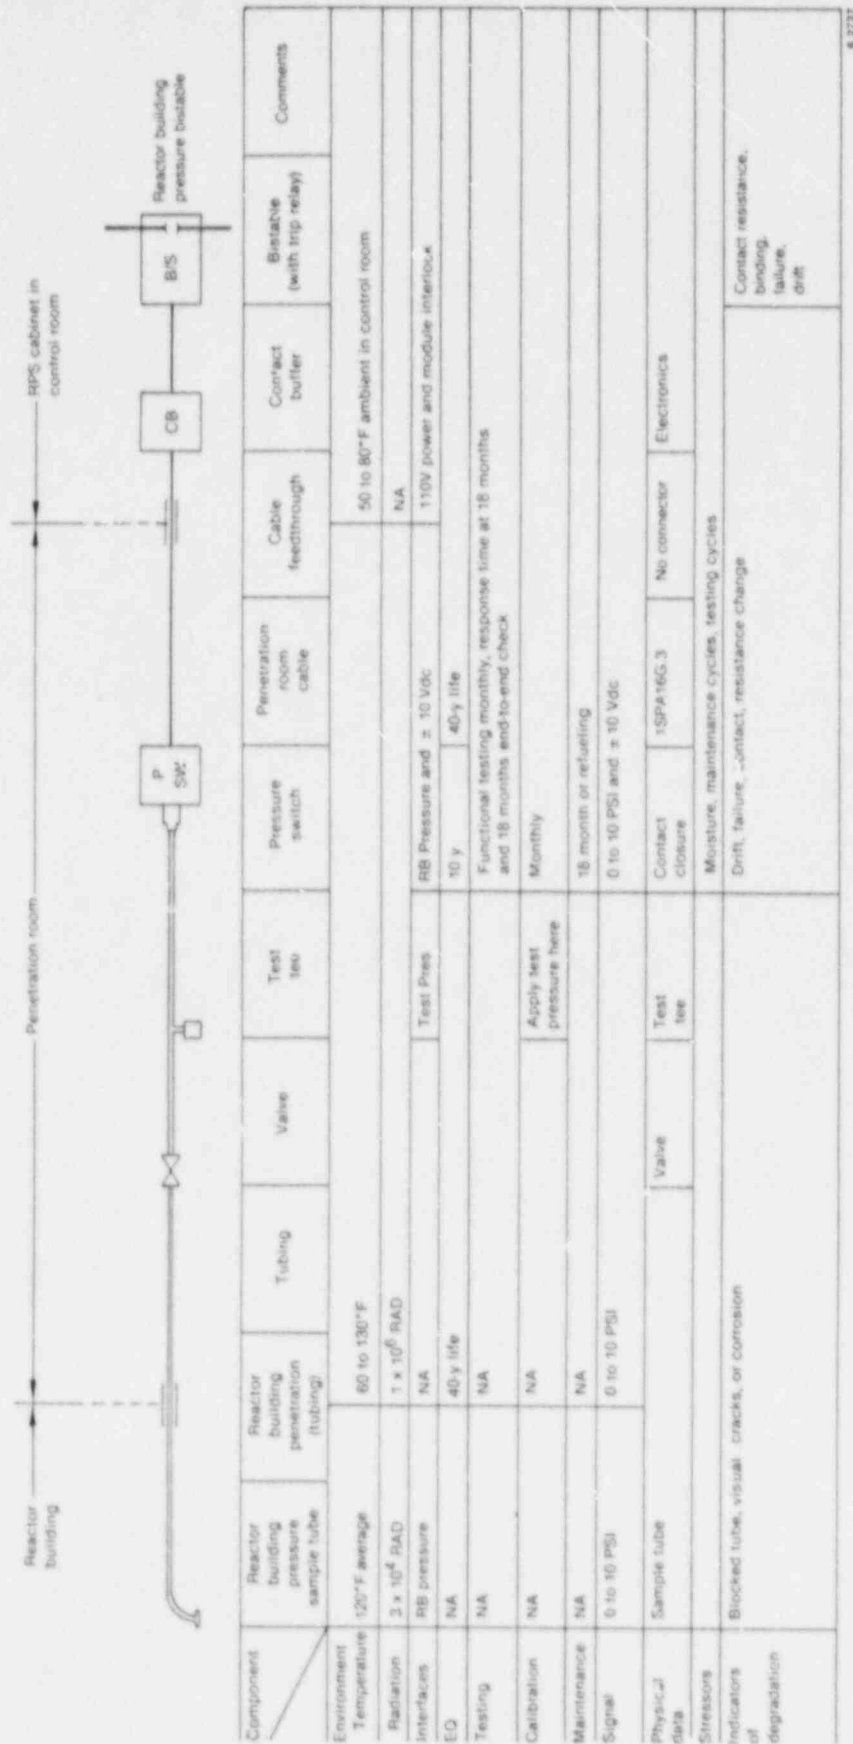 Reactor
building
Penetration room
RPS cabinet in
control room
P
SW.
CB
B/S
Reactor building
pressure bistable
Component
Reactor
building
pressure
sample tube
Reactor
building
penetration
(tubing)
Tubing
Valve
Test
tee
Pressure
switch
Penetration
room
cable
Cable
feedthrough
Contact
buffer
Bistable
(with trip relay)
Comments
Environment
Temperature
120°F average
60 to 130°F
50 to 80°F ambient in control room
Radiation
3 x 10⁴ RAD
1 x 10⁶ RAD
NA
Interfaces
RB pressure
NA
Test Pres
RB Pressure and ± 10 Vdc
110V power and module interlock
EQ
NA
40-y life
10 y
40-y life
Testing
NA
NA
Functional testing monthly, response time at 18 months
and 18 months end-to-end check
Calibration
NA
NA
Apply test
pressure here
Monthly
Maintenance
NA
NA
18 month or refueling
Signal
0 to 10 PSI
0 to 10 PSI
0 to 10 PSI and ± 10 Vdc
Physical
data
Sample tube
Valve
Test
tee
Contact
closure
1SPA16G.3
No connector
Electronics
Stressors
Moisture, maintenance cycles, testing cycles
Indicators
of
degradation
Blocked tube, visual cracks, or corrosion
Drift, failure, contact, resistance change
Contact resistance,
binding,
failure,
drift